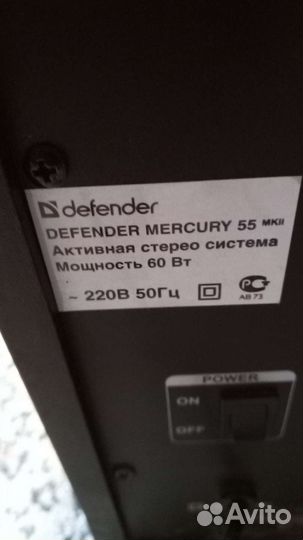 defender
DEFENDER MERCURY 55 MKII
Активная стерео система
Мощность 60 Вт
~ 220В 50Гц
РС
АВ 73
POWER
ON
OFF
Avito